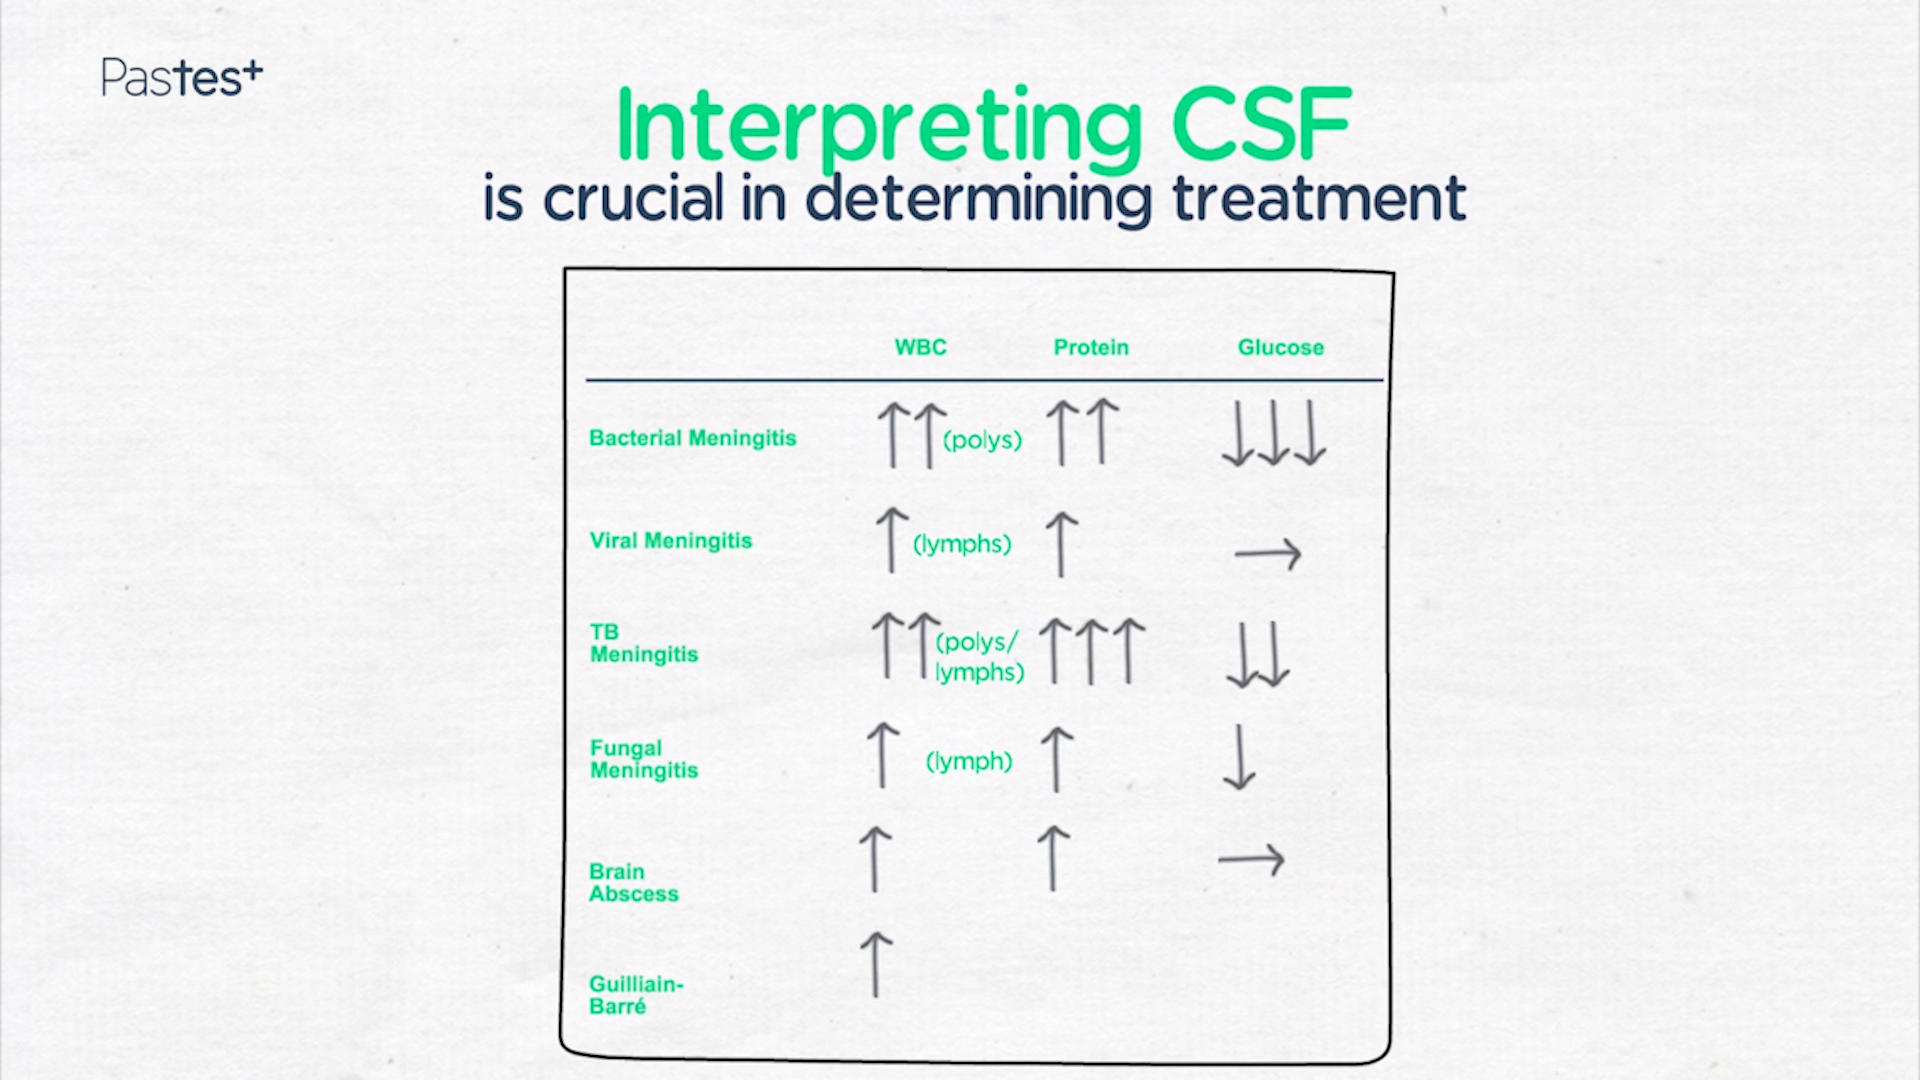 Pastes+
Interpreting CSF
is crucial in determining treatment
WBC Protein Glucose
Bacterial Meningitis ↑↑ (polys) ↑↑ ↓↓↓
Viral Meningitis ↑ (lymphs) ↑ →
TB
Meningitis ↑↑ (polys/
lymphs) ↑↑↑ ↓↓
Fungal
Meningitis ↑ (lymph) ↑ ↓
Brain
Abscess ↑ ↑ →
Guilliain-
Barré ↑